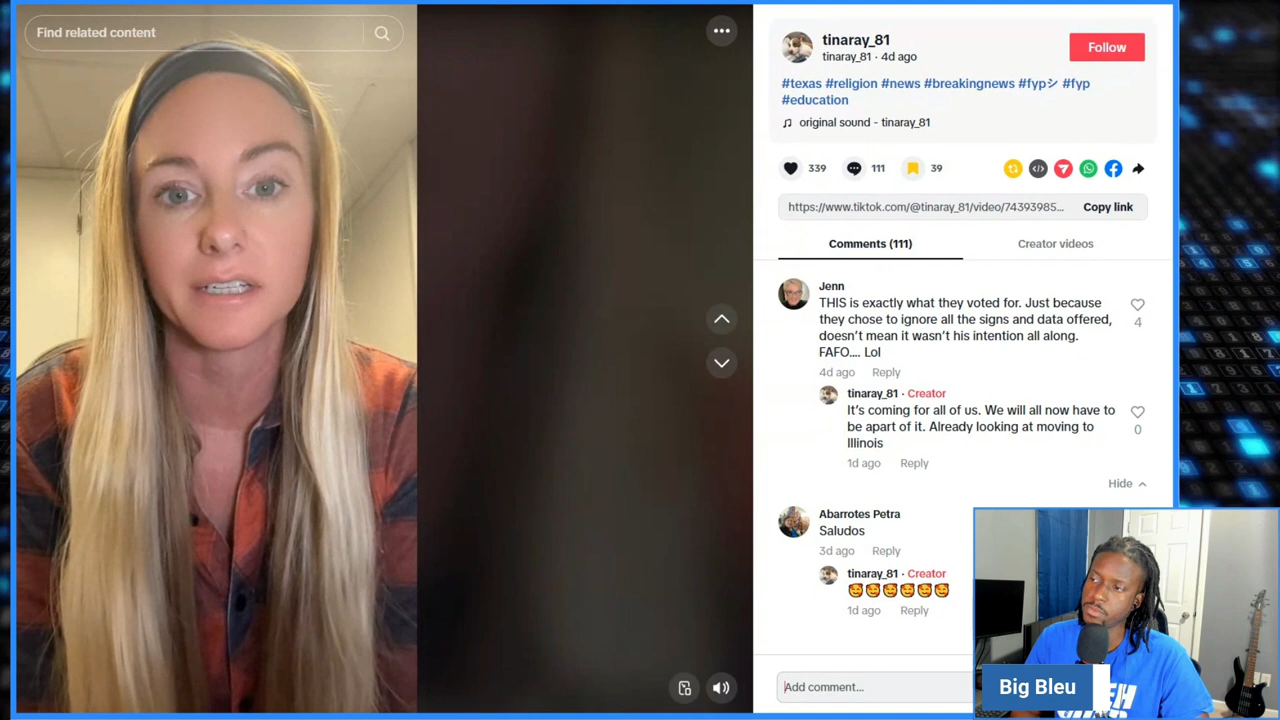 Find related content
tinaray_81
tinaray_81 · 4d ago
Follow
#texas #religion #news #breakingnews #fypシ #fyp
#education
original sound - tinaray_81
339
111
39
https://www.tiktok.com/@tinaray_81/video/74393985...
Copy link
Comments (111)
Creator videos
Jenn
THIS is exactly what they voted for. Just because
they chose to ignore all the signs and data offered,
doesn't mean it wasn't his intention all along.
FAFO.... Lol
4
4d ago
Reply
tinaray_81 · Creator
It's coming for all of us. We will all now have to
be apart of it. Already looking at moving to
Illinois
0
1d ago
Reply
Hide
Abarrotes Petra
Saludos
3d ago
Reply
tinaray_81 · Creator
🥰🥰🥰🥰🥰🥰
1d ago
Reply
Add comment...
Big Bleu